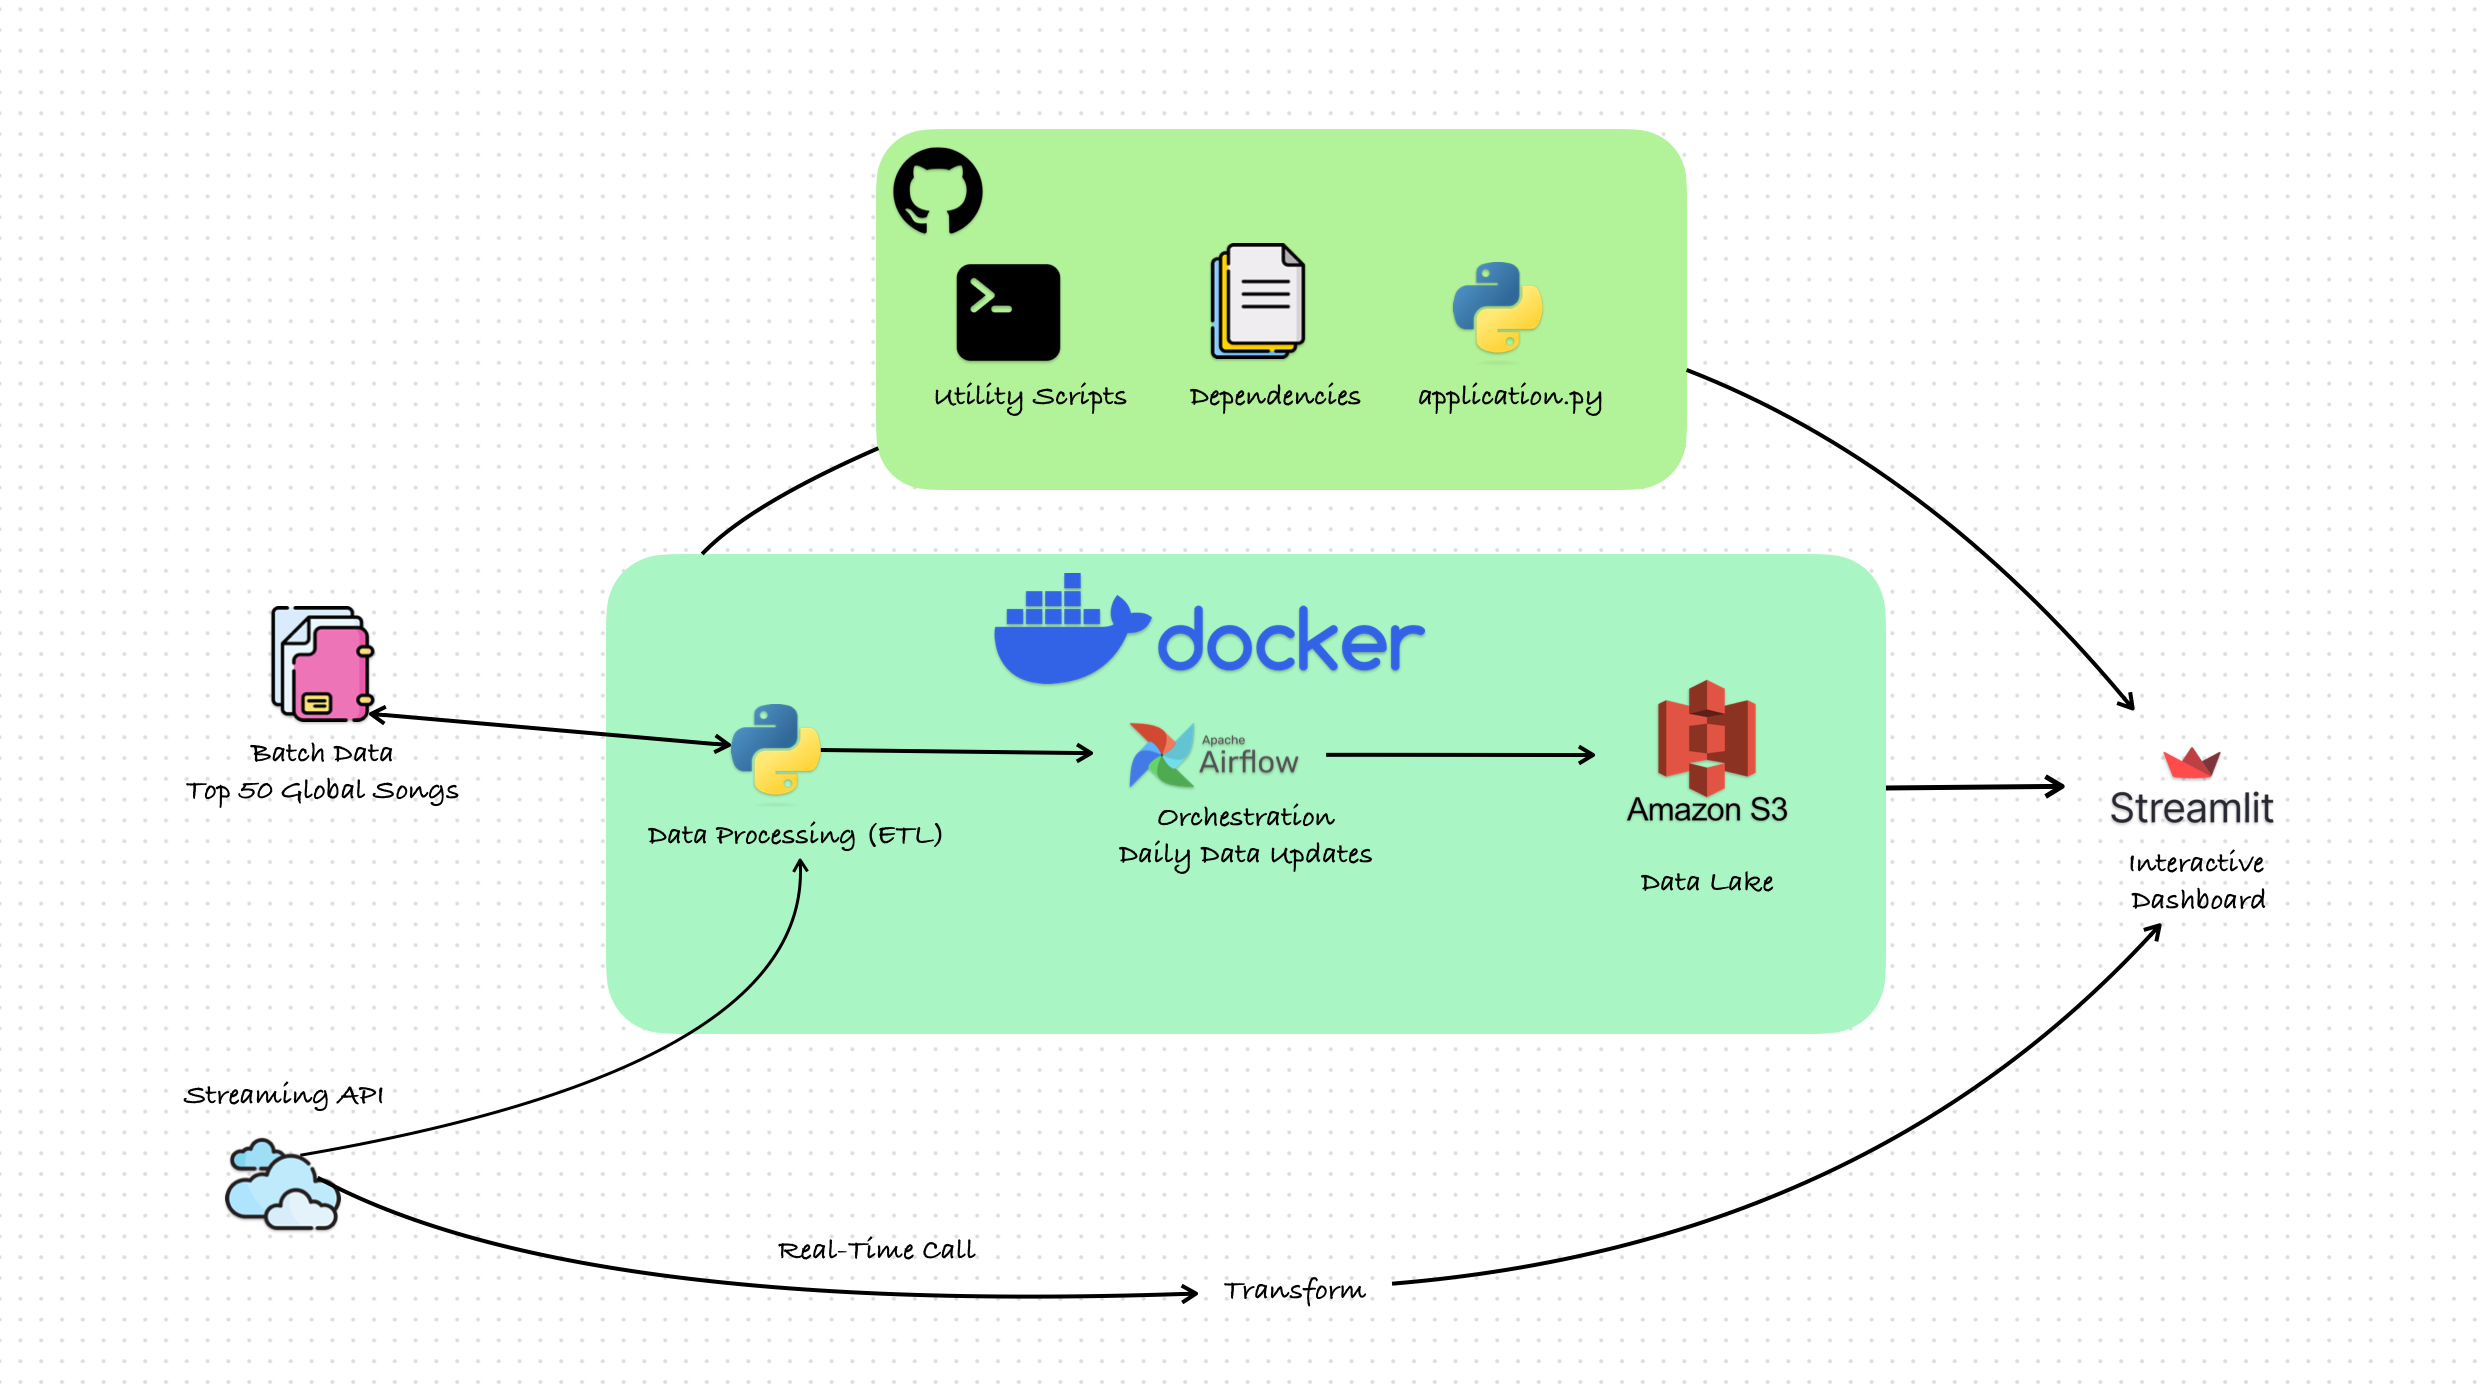 Utility Scripts
Dependencies
application.py
docker
Batch Data
Top 50 Global Songs
Data Processing (ETL)
Apache
Airflow
Orchestration
Daily Data Updates
Amazon S3
Data Lake
Streamlit
Interactive
Dashboard
Streaming API
Real-Time Call
Transform